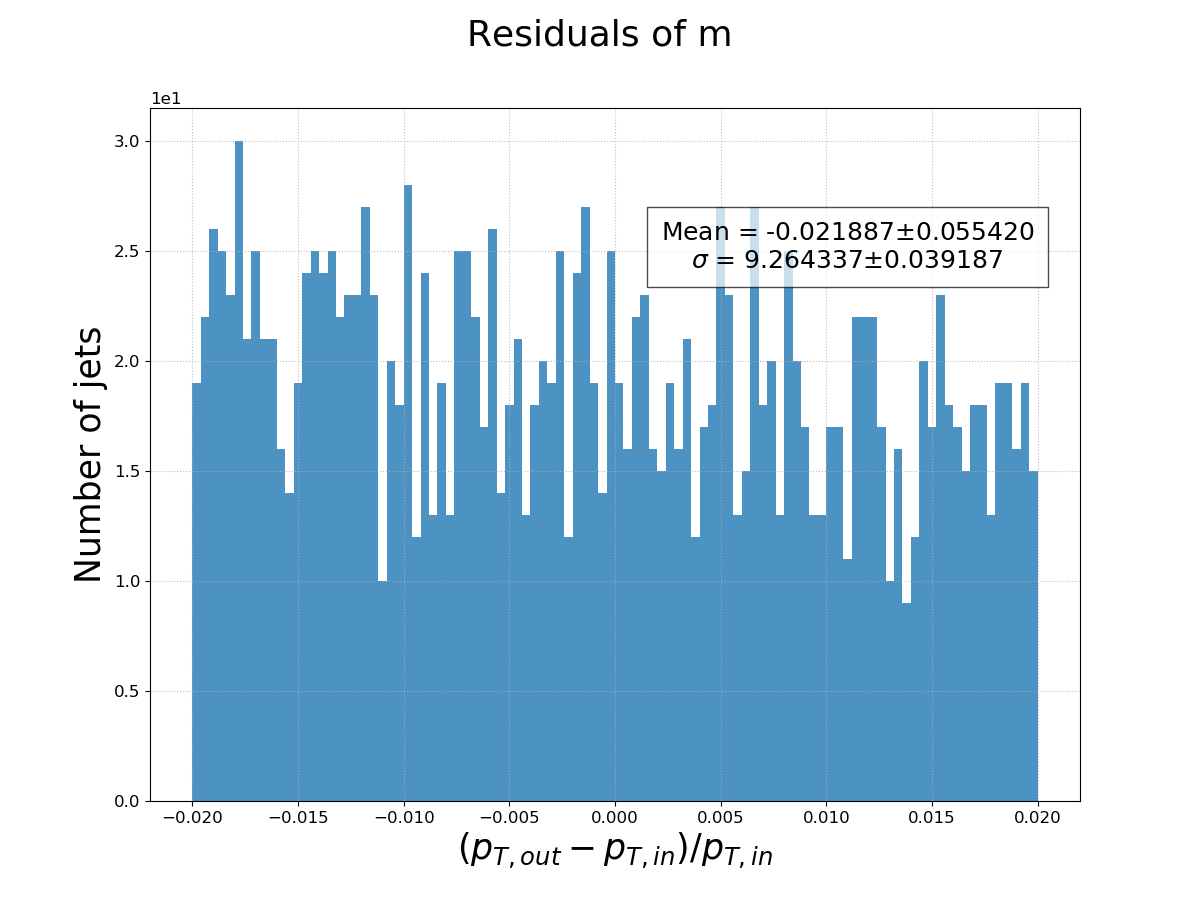 Residuals of m
1e1
3.0
2.5
2.0
1.5
1.0
0.5
0.0
Number of jets
Mean = -0.021887±0.055420
σ = 9.264337±0.039187
−0.020 −0.015 −0.010 −0.005 0.000 0.005 0.010 0.015 0.020
(p_{T,out} − p_{T,in})/p_{T,in}